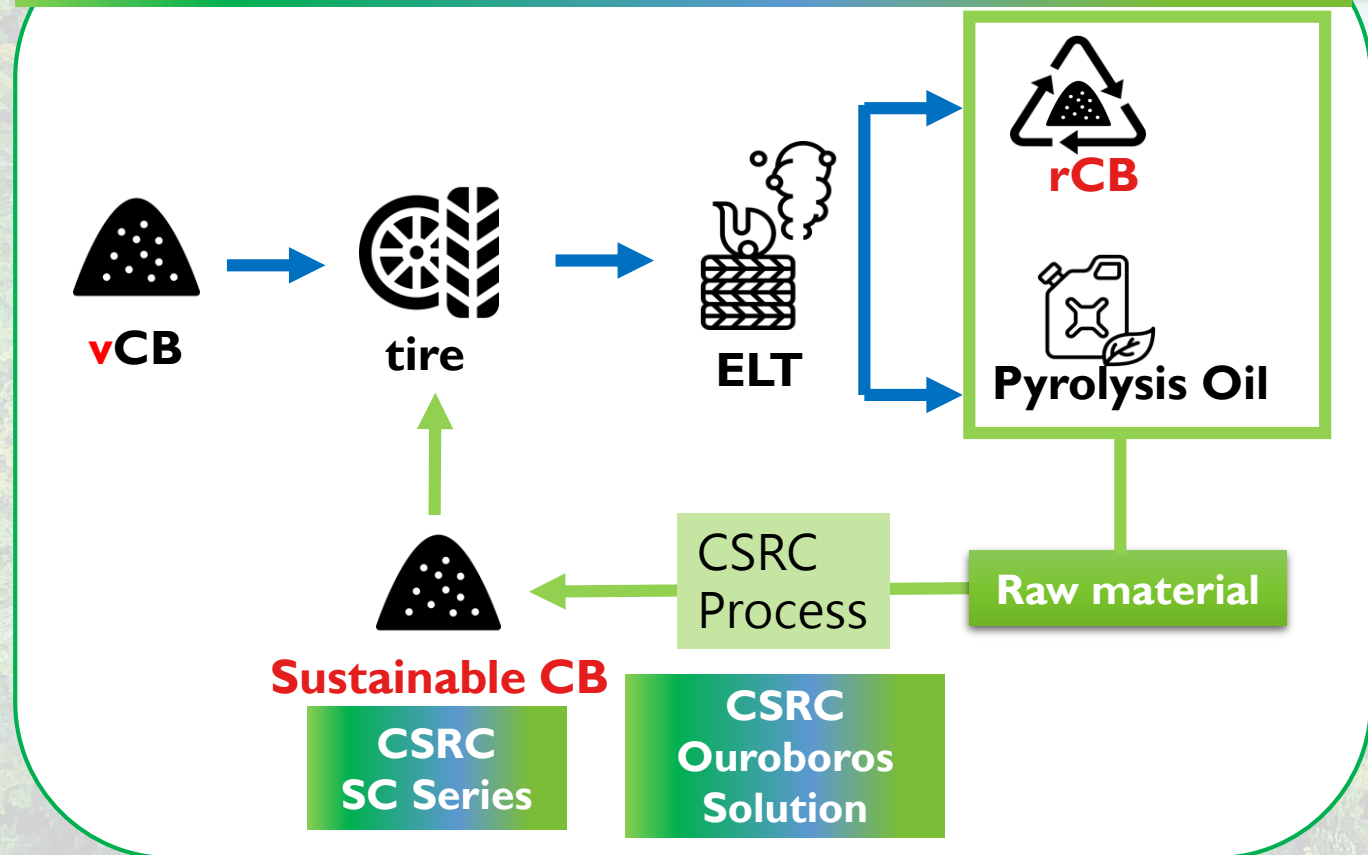 rCB
vCB
tire
ELT
Pyrolysis Oil
CSRC
Process
Raw material
Sustainable CB
CSRC
SC Series
CSRC
Ouroboros
Solution